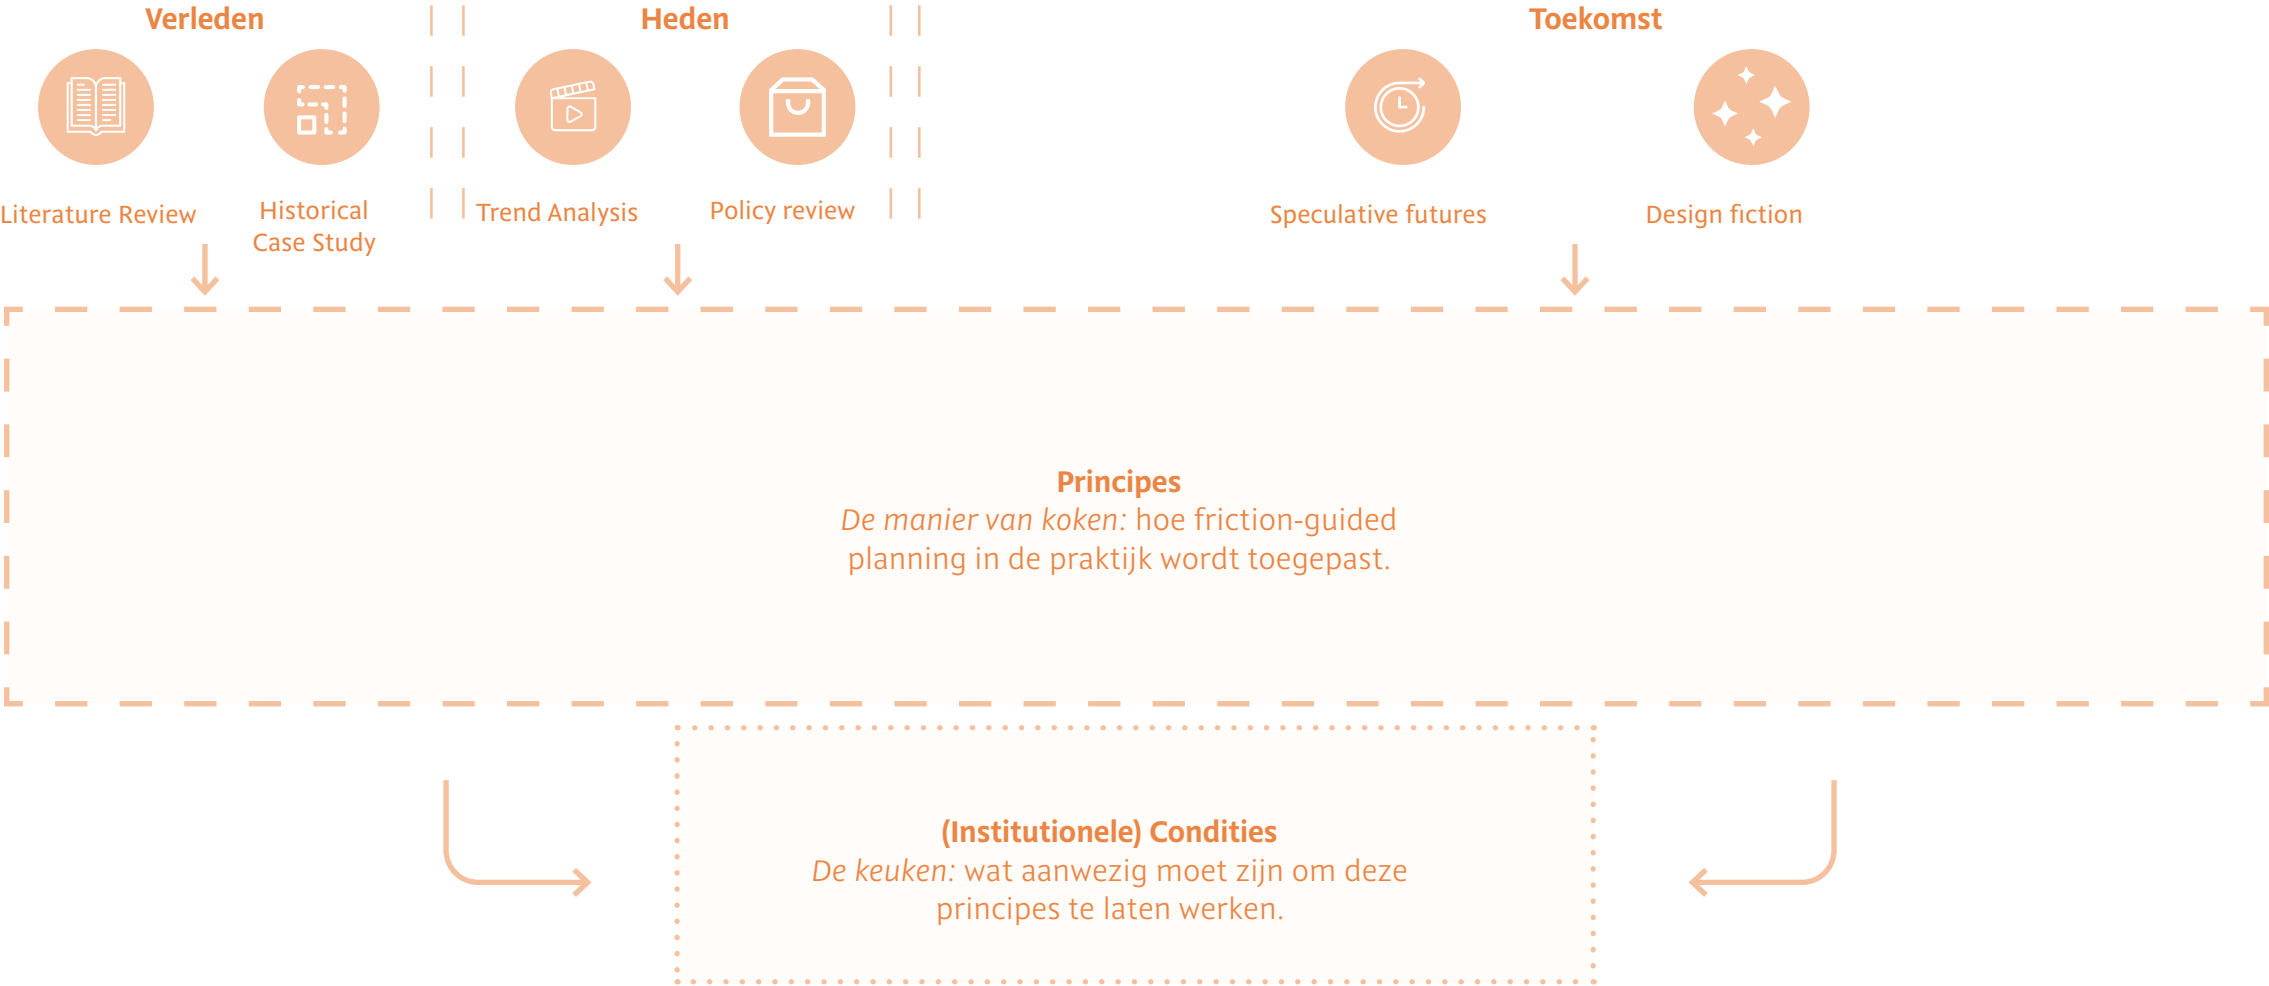 Verleden
Heden
Toekomst
Literature Review
Historical
Case Study
Trend Analysis
Policy review
Speculative futures
Design fiction
Principes
De manier van koken: hoe friction-guided
planning in de praktijk wordt toegepast.
(Institutionele) Condities
De keuken: wat aanwezig moet zijn om deze
principes te laten werken.